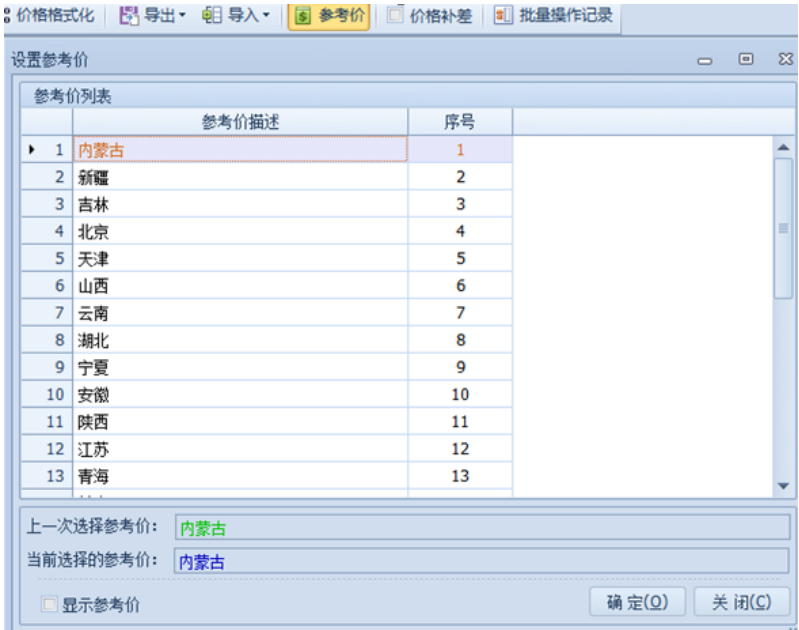 价格格式化 导出 导入 参考价 价格补差 批量操作记录
设置参考价
参考价列表
参考价描述 序号
1 内蒙古 1
2 新疆 2
3 吉林 3
4 北京 4
5 天津 5
6 山西 6
7 云南 7
8 湖北 8
9 宁夏 9
10 安徽 10
11 陕西 11
12 江苏 12
13 青海 13
上一次选择参考价： 内蒙古
当前选择的参考价： 内蒙古
显示参考价 确 定(O) 关 闭(C)